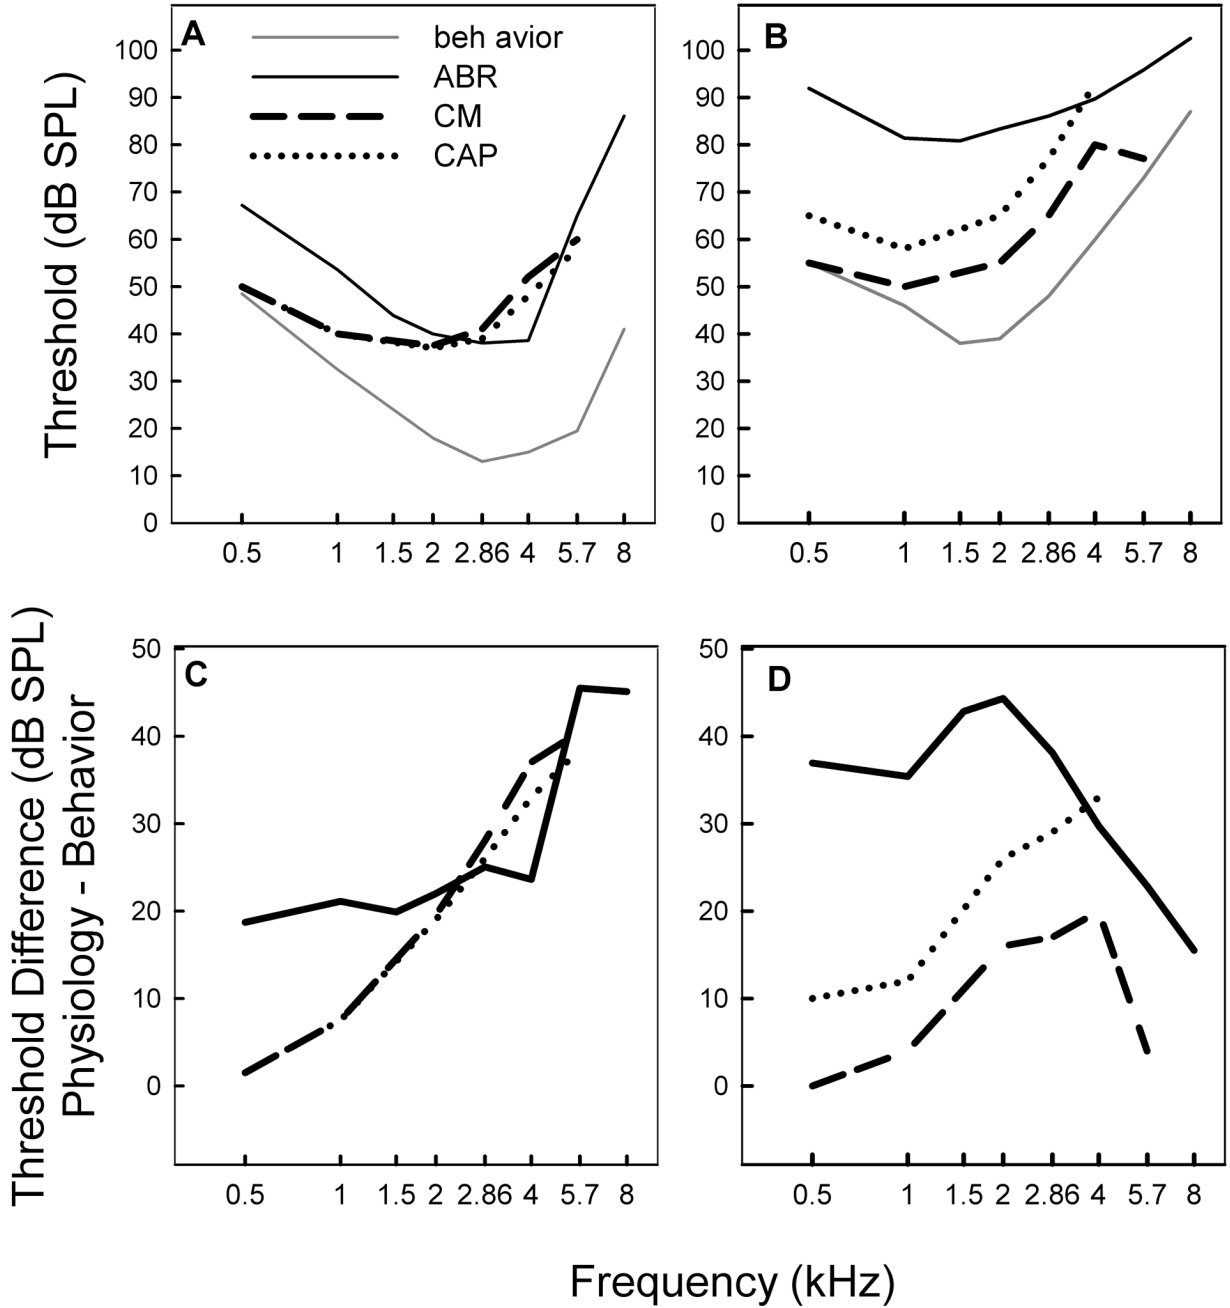 A
beh avior
ABR
CM
CAP
Threshold (dB SPL)
100
90
80
70
60
50
40
30
20
10
0
0.5 1 1.5 2 2.86 4 5.7 8
B
100
90
80
70
60
50
40
30
20
10
0
0.5 1 1.5 2 2.86 4 5.7 8
Threshold Difference (dB SPL)
Physiology - Behavior
C
50
40
30
20
10
0
0.5 1 1.5 2 2.86 4 5.7 8
D
50
40
30
20
10
0
0.5 1 1.5 2 2.86 4 5.7 8
Frequency (kHz)